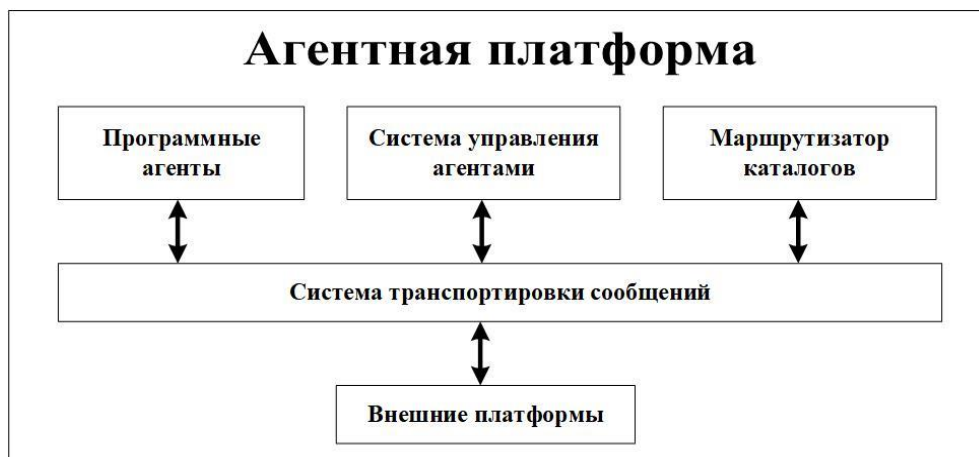 Агентная платформа
Программные
агенты
Система управления
агентами
Маршрутизатор
каталогов
Система транспортировки сообщений
Внешние платформы